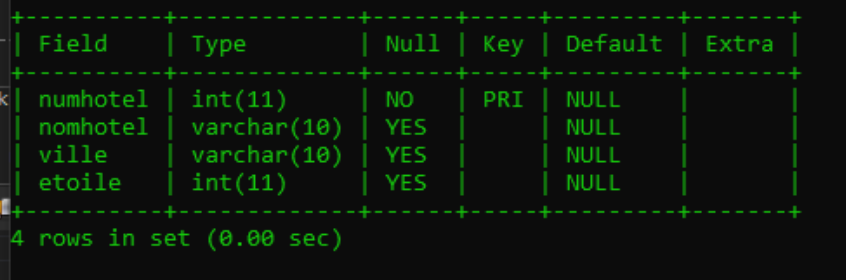 +----------+-------------+------+-----+---------+-------+
| Field    | Type        | Null | Key | Default | Extra |
+----------+-------------+------+-----+---------+-------+
| numhotel | int(11)     | NO   | PRI | NULL    |       |
| nomhotel | varchar(10) | YES  |     | NULL    |       |
| ville    | varchar(10) | YES  |     | NULL    |       |
| etoile   | int(11)     | YES  |     | NULL    |       |
+----------+-------------+------+-----+---------+-------+
4 rows in set (0.00 sec)